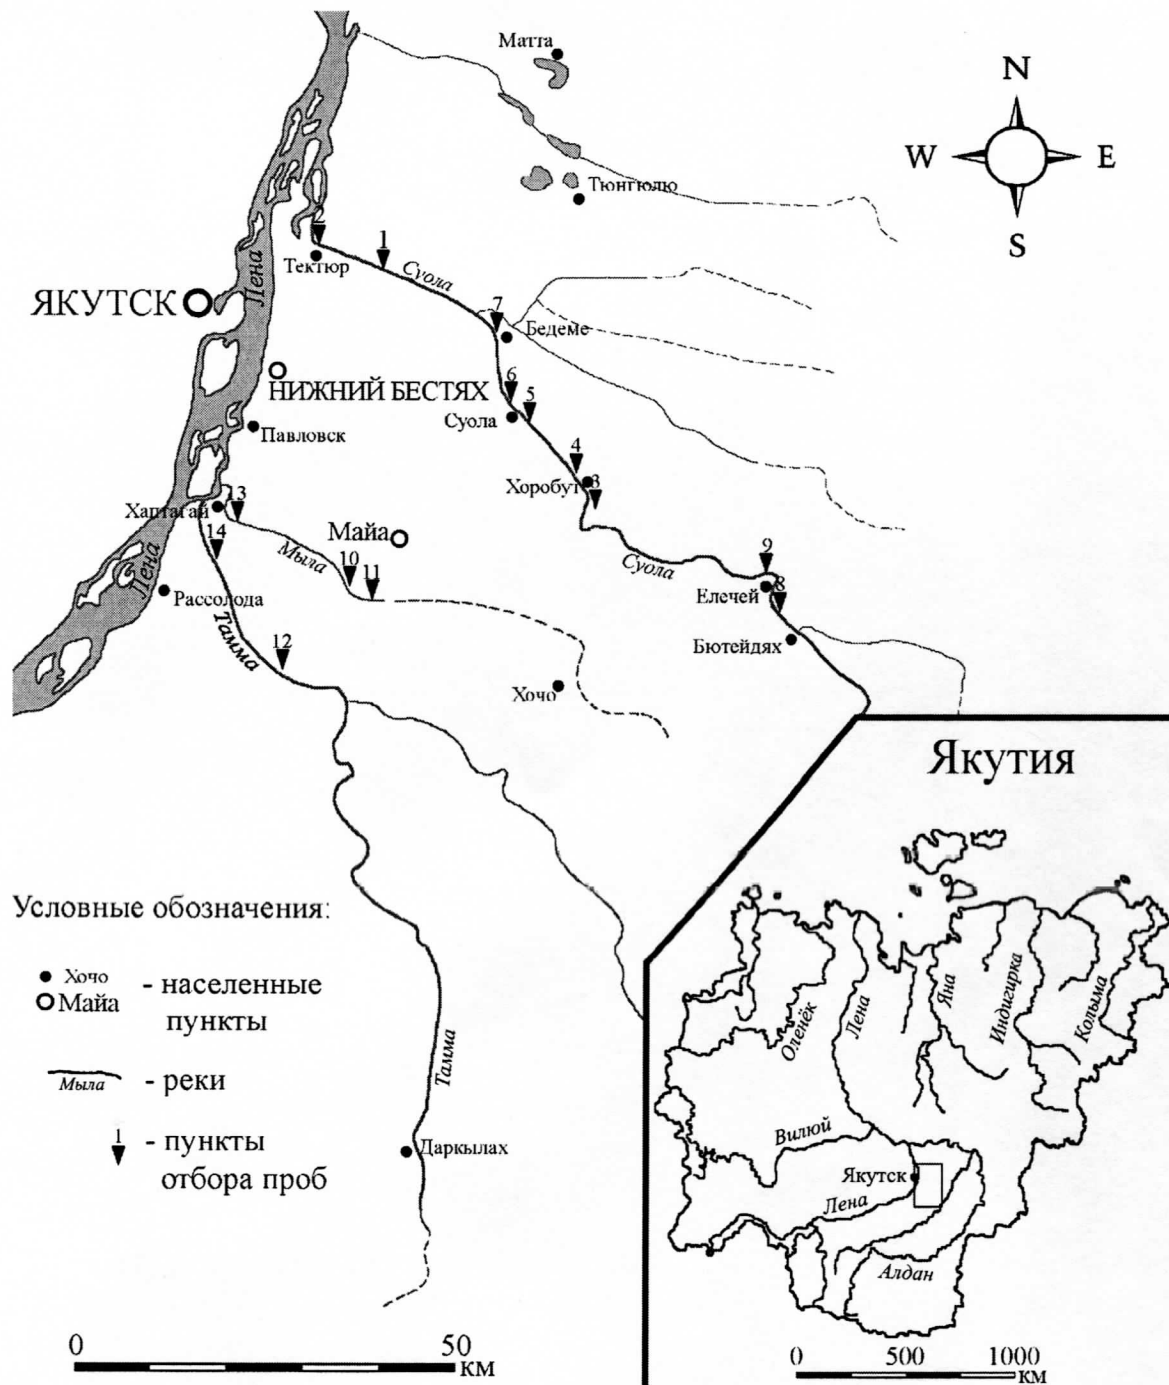 Матта
N
W
E
S
Тюнгюлю
2
1
Тектюр
Суола
Лена
ЯКУТСК
7
Бедеме
НИЖНИЙ БЕСТЯХ
6
5
Суола
Павловск
4
Хоробут
3
13
Хаптагай
14
Майа
Мыла
10
11
Суола
9
8
Елечей
Лена
Рассолода
Тамма
12
Бютейдях
Хочо
Якутия
Условные обозначения:
Хочо
Майа
- населенные
пункты
Мыла
- реки
1
- пункты
отбора проб
Тамма
Даркылах
Оленёк
Лена
Яна
Индигирка
Колыма
Вилюй
Якутск
Лена
Алдан
0
50
км
0
500
1000
км